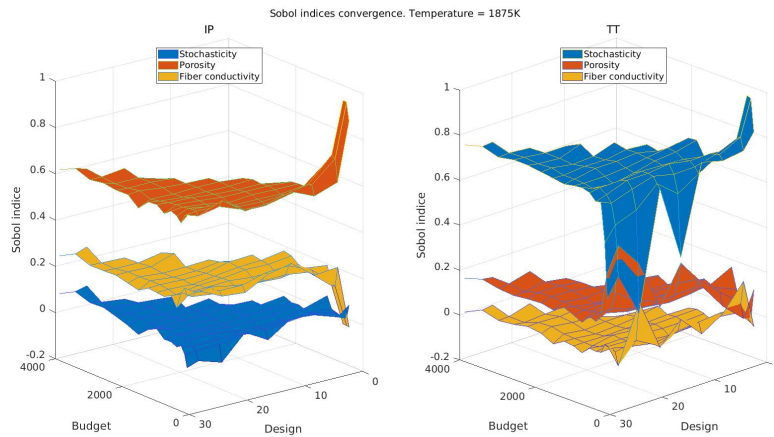 Sobol indices convergence. Temperature = 1875K
IP
Stochasticity
Porosity
Fiber conductivity
1
0.8
0.6
0.4
0.2
0
-0.2
Sobol indice
4000
2000
0
Budget
30
20
10
0
Design
TT
Stochasticity
Porosity
Fiber conductivity
1
0.8
0.6
0.4
0.2
0
-0.2
Sobol indice
4000
2000
0
Budget
30
20
10
Design